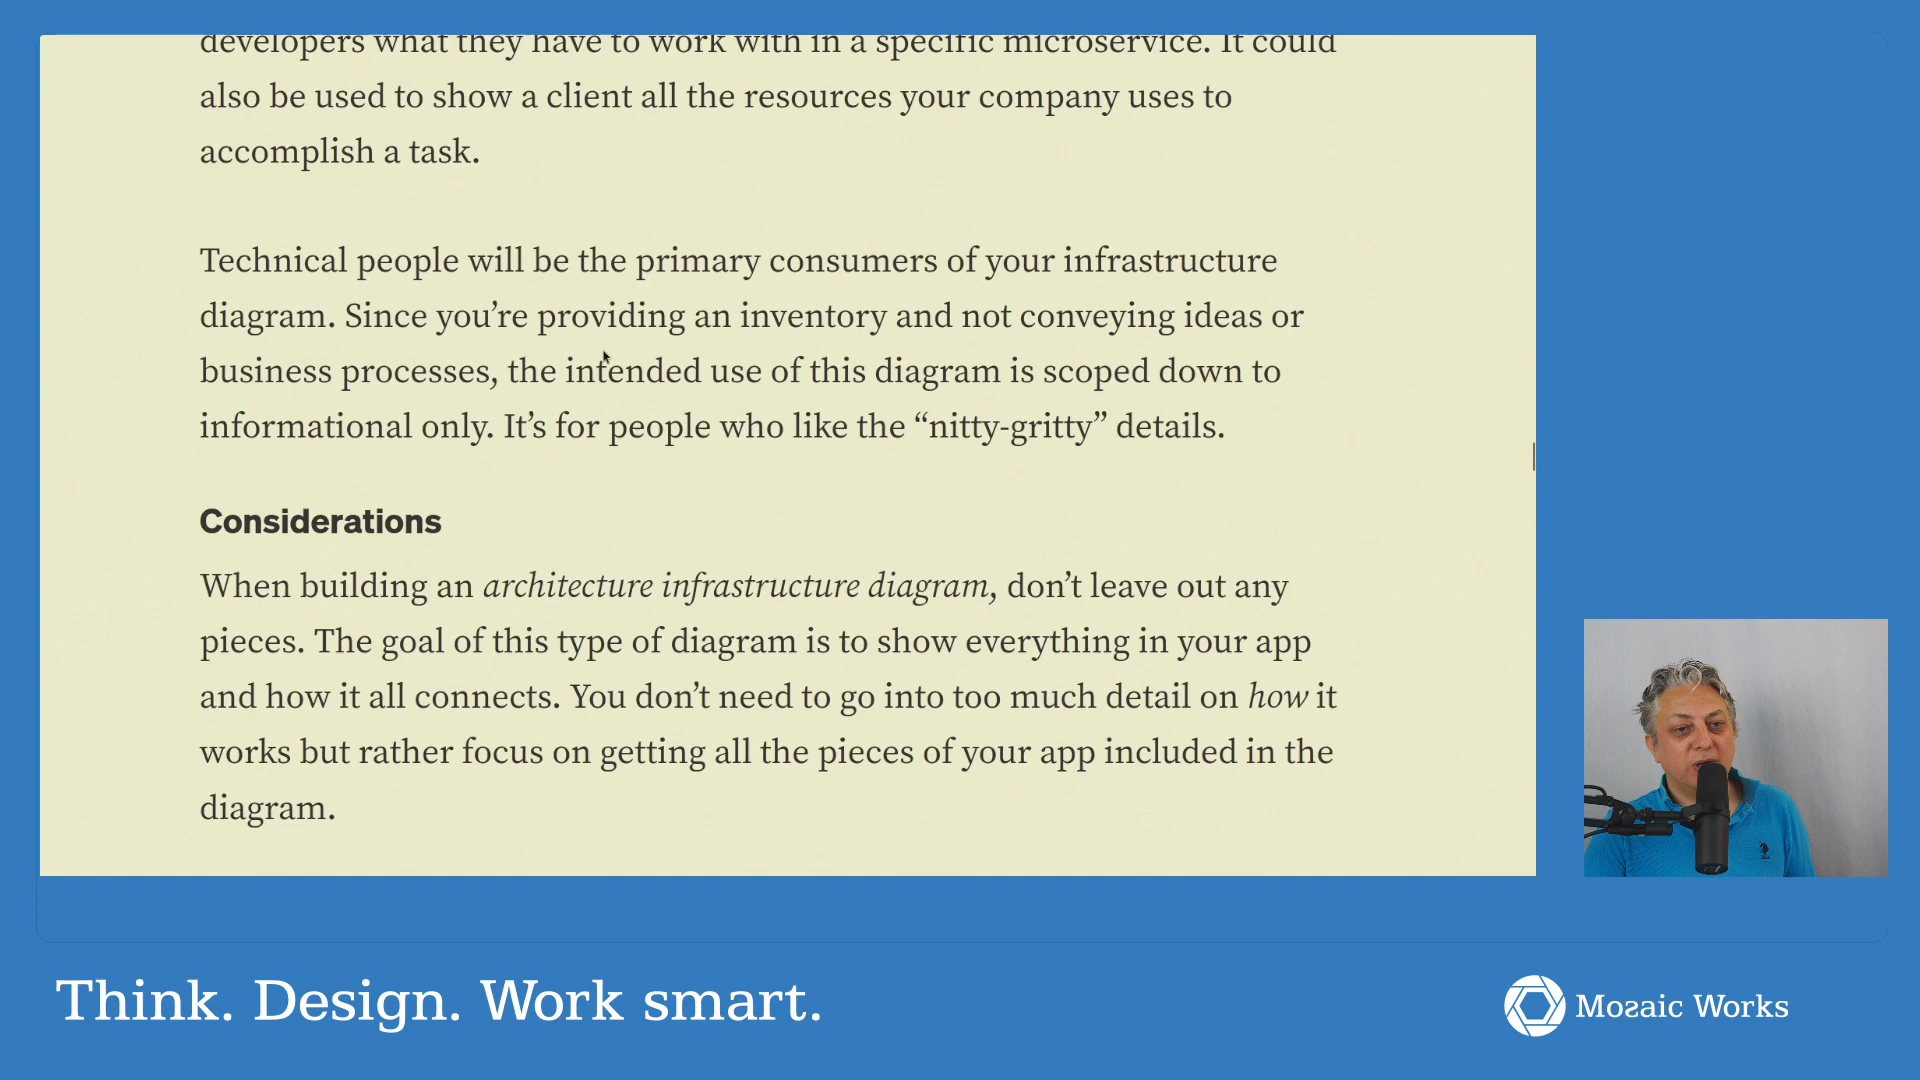 developers what they have to work with in a specific microservice. It could
also be used to show a client all the resources your company uses to
accomplish a task.
Technical people will be the primary consumers of your infrastructure
diagram. Since you’re providing an inventory and not conveying ideas or
business processes, the intended use of this diagram is scoped down to
informational only. It’s for people who like the “nitty-gritty” details.
Considerations
When building an architecture infrastructure diagram, don’t leave out any
pieces. The goal of this type of diagram is to show everything in your app
and how it all connects. You don’t need to go into too much detail on how it
works but rather focus on getting all the pieces of your app included in the
diagram.
Think. Design. Work smart.
Mozaic Works